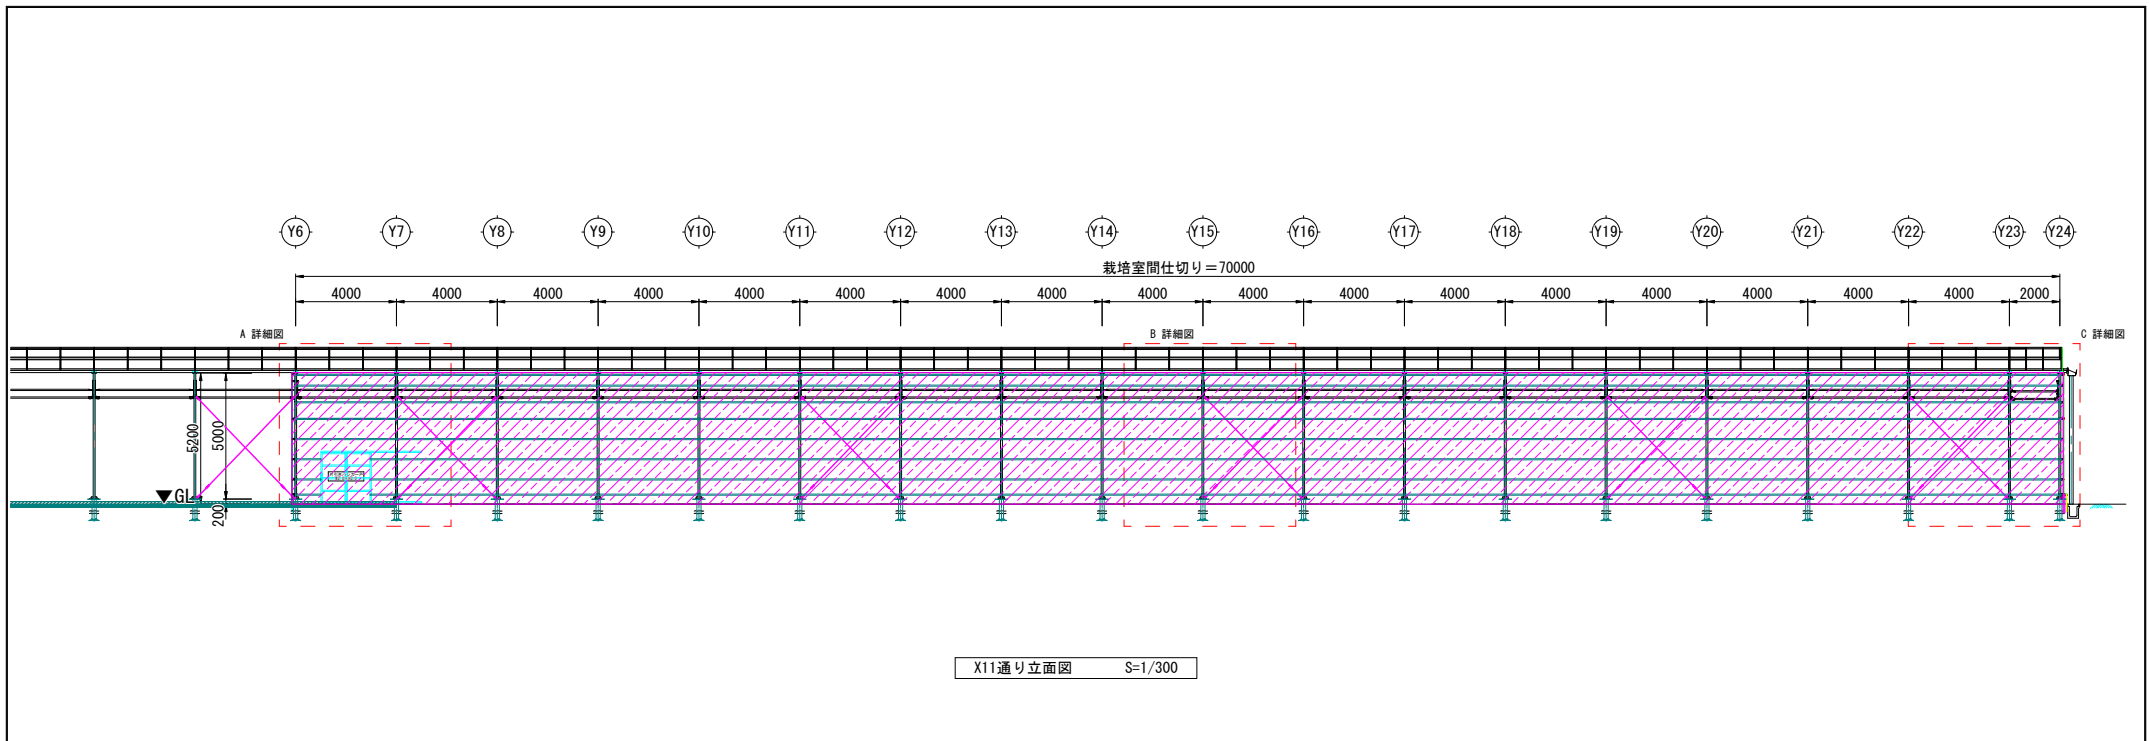 Y6 Y7 Y8 Y9 Y10 Y11 Y12 Y13 Y14 Y15 Y16 Y17 Y18 Y19 Y20 Y21 Y22 Y23 Y24
栽培室間仕切り=70000
4000 4000 4000 4000 4000 4000 4000 4000 4000 4000 4000 4000 4000 4000 4000 4000 4000 2000
A 詳細図 B 詳細図 C 詳細図
5200
5000
GL
200
X11通り立面図 S=1/300